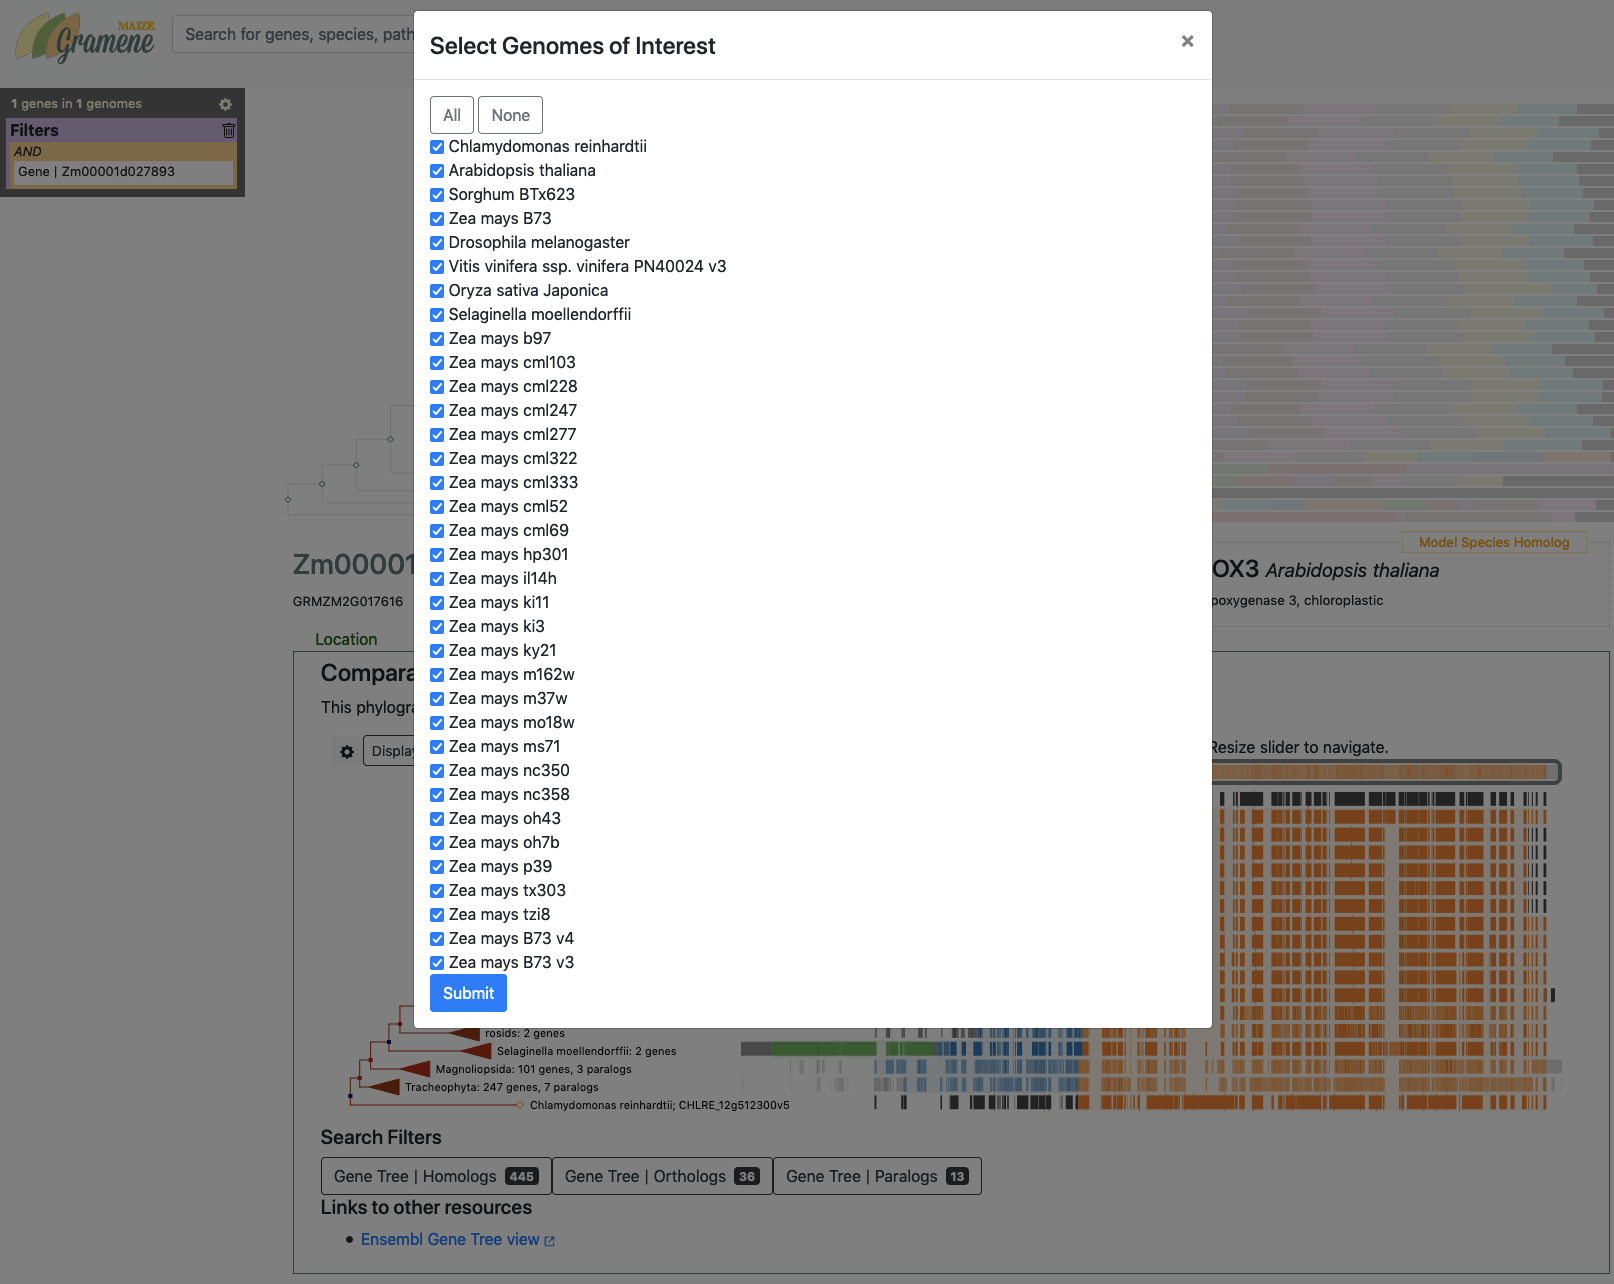 MAIZE
Gramene
Search for genes, species, path
1 genes in 1 genomes
Filters
AND
Gene | Zm00001d027893
Select Genomes of Interest
×
All None
Chlamydomonas reinhardtii
Arabidopsis thaliana
Sorghum BTx623
Zea mays B73
Drosophila melanogaster
Vitis vinifera ssp. vinifera PN40024 v3
Oryza sativa Japonica
Selaginella moellendorffii
Zea mays b97
Zea mays cml103
Zea mays cml228
Zea mays cml247
Zea mays cml277
Zea mays cml322
Zea mays cml333
Zea mays cml52
Zea mays cml69
Zea mays hp301
Zea mays il14h
Zea mays ki11
Zea mays ki3
Zea mays ky21
Zea mays m162w
Zea mays m37w
Zea mays mo18w
Zea mays ms71
Zea mays nc350
Zea mays nc358
Zea mays oh43
Zea mays oh7b
Zea mays p39
Zea mays tx303
Zea mays tzi8
Zea mays B73 v4
Zea mays B73 v3
Submit
Model Species Homolog
Zm00001
OX3 Arabidopsis thaliana
GRMZM2G017616
poxygenase 3, chloroplastic
Location
Compara
This phylogra
Display
Resize slider to navigate.
rosids: 2 genes
Selaginella moellendorffii: 2 genes
Magnoliopsida: 101 genes, 3 paralogs
Tracheophyta: 247 genes, 7 paralogs
Chlamydomonas reinhardtii; CHLRE_12g512300v5
Search Filters
Gene Tree | Homologs 445 Gene Tree | Orthologs 36 Gene Tree | Paralogs 13
Links to other resources
• Ensembl Gene Tree view